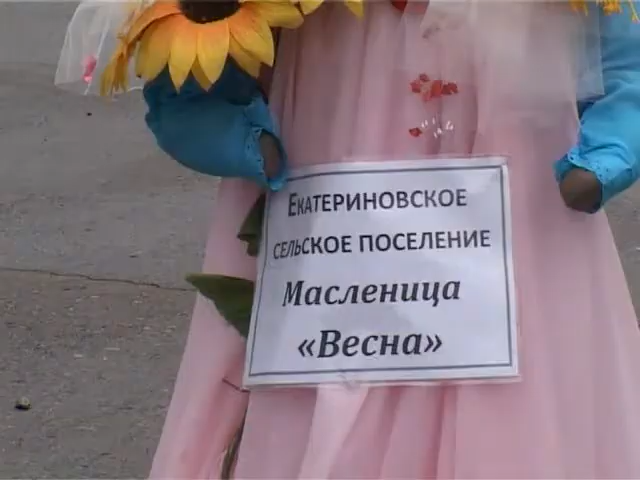 Екатериновское
сельское поселение
Масленица
«Весна»